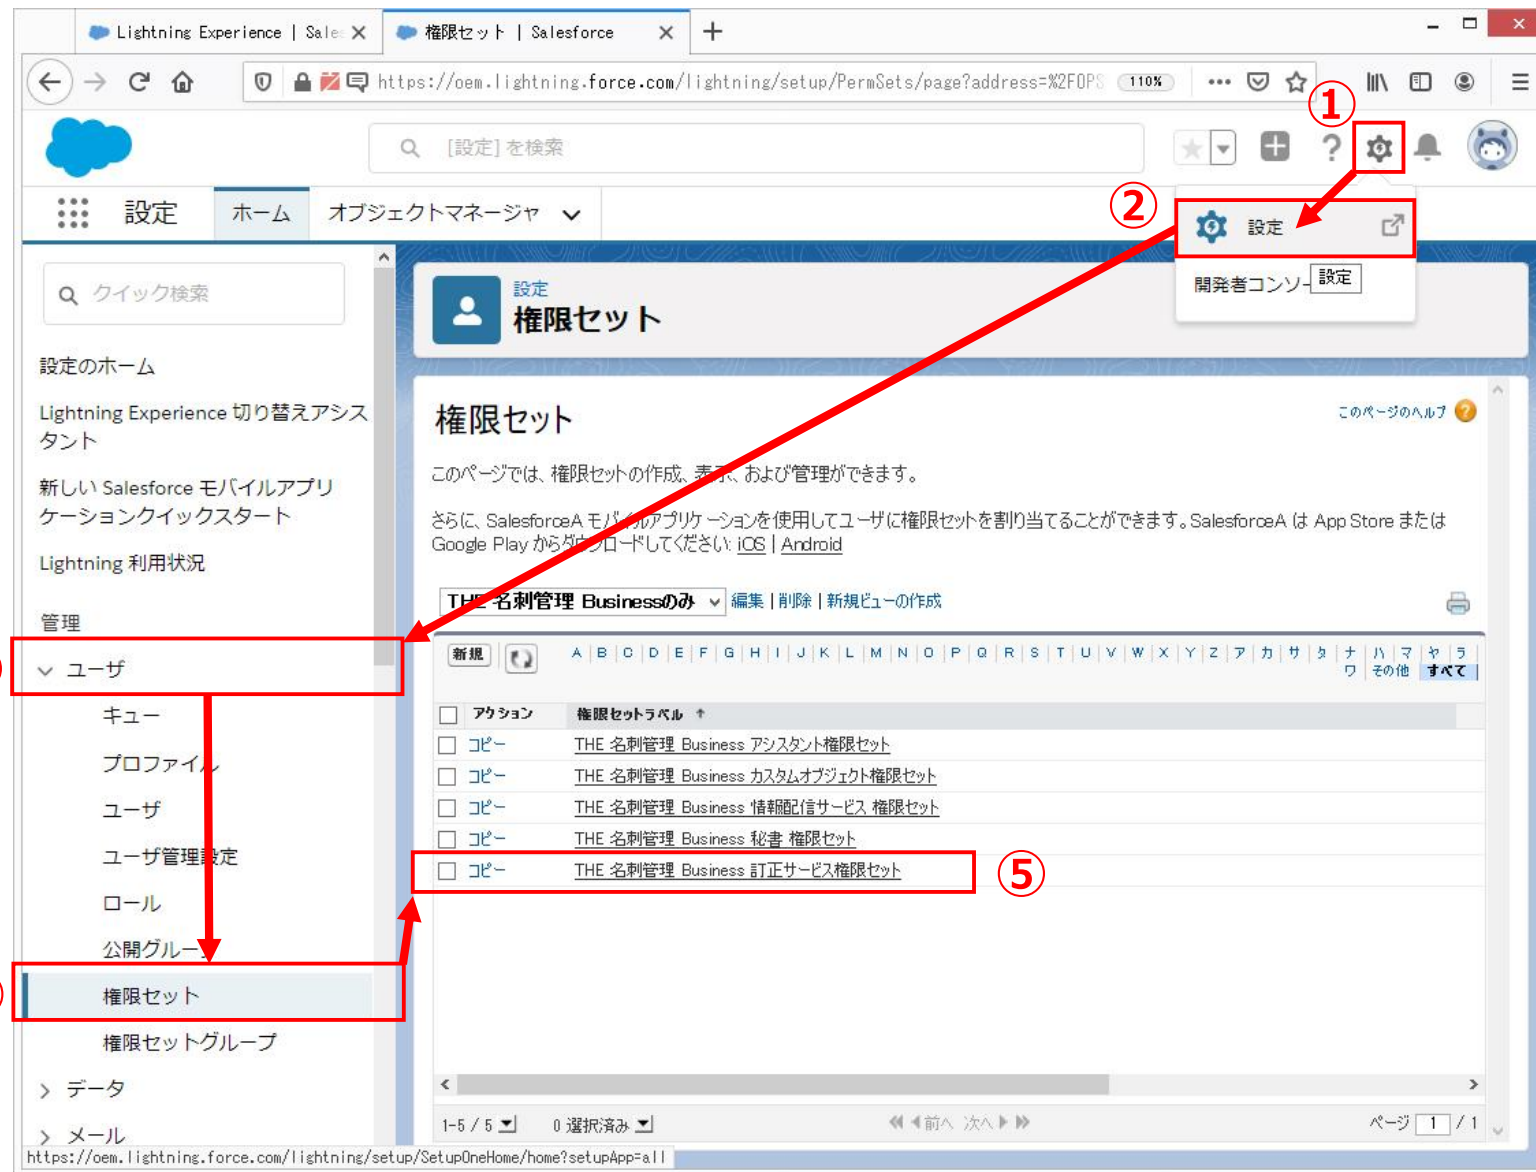 Lightning Experience | Sale
権限セット | Salesforce
https://oem.lightning.force.com/lightning/setup/PermSets/page?address=%2F0PS
110%
①
[設定] を検索
設定
ホーム
オブジェクトマネージャ
②
設定
開発者コンソー
設定
クイック検索
設定のホーム
Lightning Experience 切り替えアシス
タント
新しい Salesforce モバイルアプリ
ケーションクイックスタート
Lightning 利用状況
管理
ユーザ
キュー
プロファイル
ユーザ
ユーザ管理設定
ロール
公開グループ
権限セット
権限セットグループ
データ
メール
設定
権限セット
権限セット
このページのヘルプ
このページでは、権限セットの作成、表示、および管理ができます。
さらに、SalesforceA モバイルアプリケーションを使用してユーザに権限セットを割り当てることができます。SalesforceA は App Store または
Google Play からダウンロードしてください: iOS | Android
THE 名刺管理 Businessのみ 編集 | 削除 | 新規ビューの作成
新規 A | B | C | D | E | F | G | H | I | J | K | L | M | N | O | P | Q | R | S | T | U | V | W | X | Y | Z | ア | カ | サ | タ | ナ | ハ | マ | ヤ | ラ |
ワ | その他 | すべて |
アクション 権限セットラベル ↑
コピー THE 名刺管理 Business アシスタント権限セット
コピー THE 名刺管理 Business カスタムオブジェクト権限セット
コピー THE 名刺管理 Business 情報配信サービス 権限セット
コピー THE 名刺管理 Business 秘書 権限セット
コピー THE 名刺管理 Business 訂正サービス権限セット
⑤
1-5 / 5 0 選択済み 前へ 次へ ページ 1 / 1
https://oem.lightning.force.com/lightning/setup/SetupOneHome/home?setupApp=all